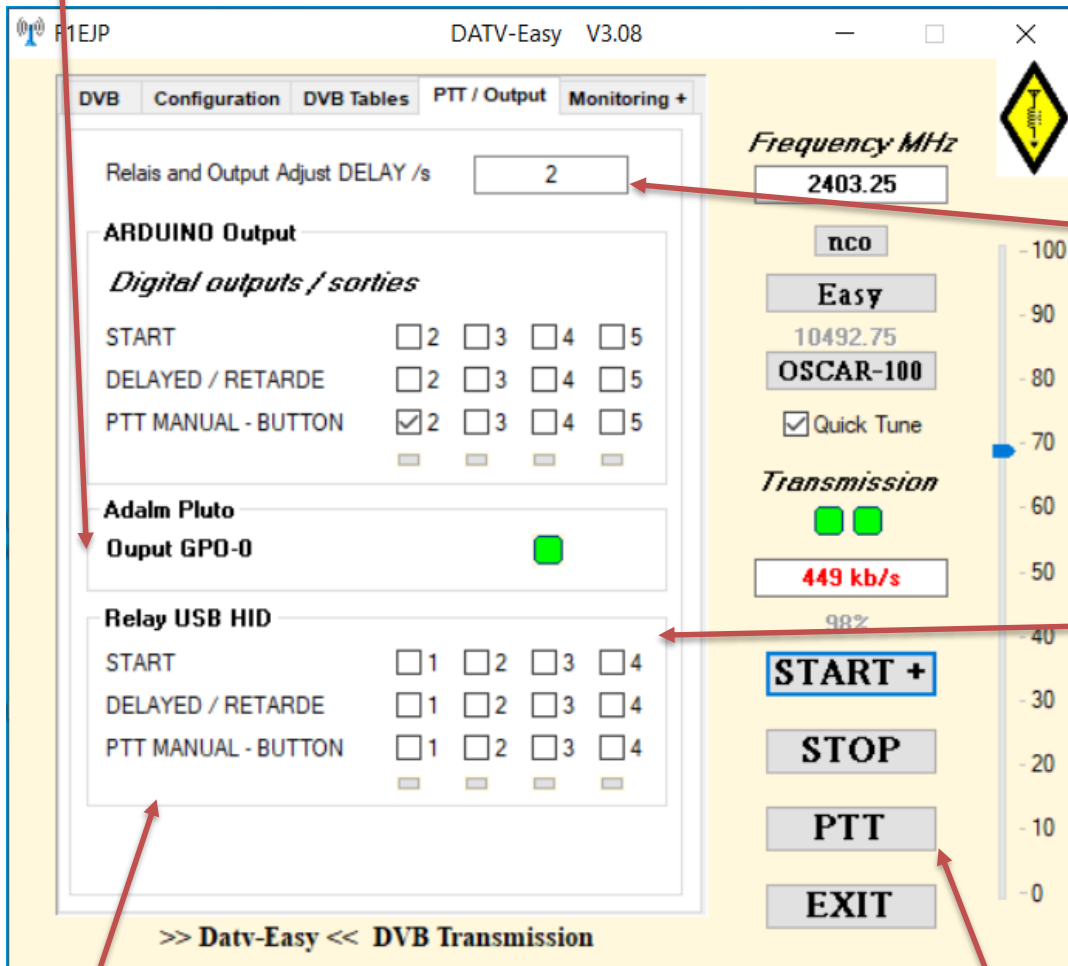 F1EJP DATV-Easy V3.08
DVB Configuration DVB Tables PTT / Output Monitoring +
Relais and Output Adjust DELAY /s 2
ARDUINO Output
Digital outputs / sorties
START 2 3 4 5
DELAYED / RETARDE 2 3 4 5
PTT MANUAL - BUTTON 2 3 4 5
Adalm Pluto
Ouput GPO-0
Relay USB HID
START 1 2 3 4
DELAYED / RETARDE 1 2 3 4
PTT MANUAL - BUTTON 1 2 3 4
>> Datv-Easy << DVB Transmission
Frequency MHz
2403.25
nco
Easy
10492.75
OSCAR-100
Quick Tune
Transmission
449 kb/s
98%
START +
STOP
PTT
EXIT
100
90
80
70
60
50
40
30
20
10
0